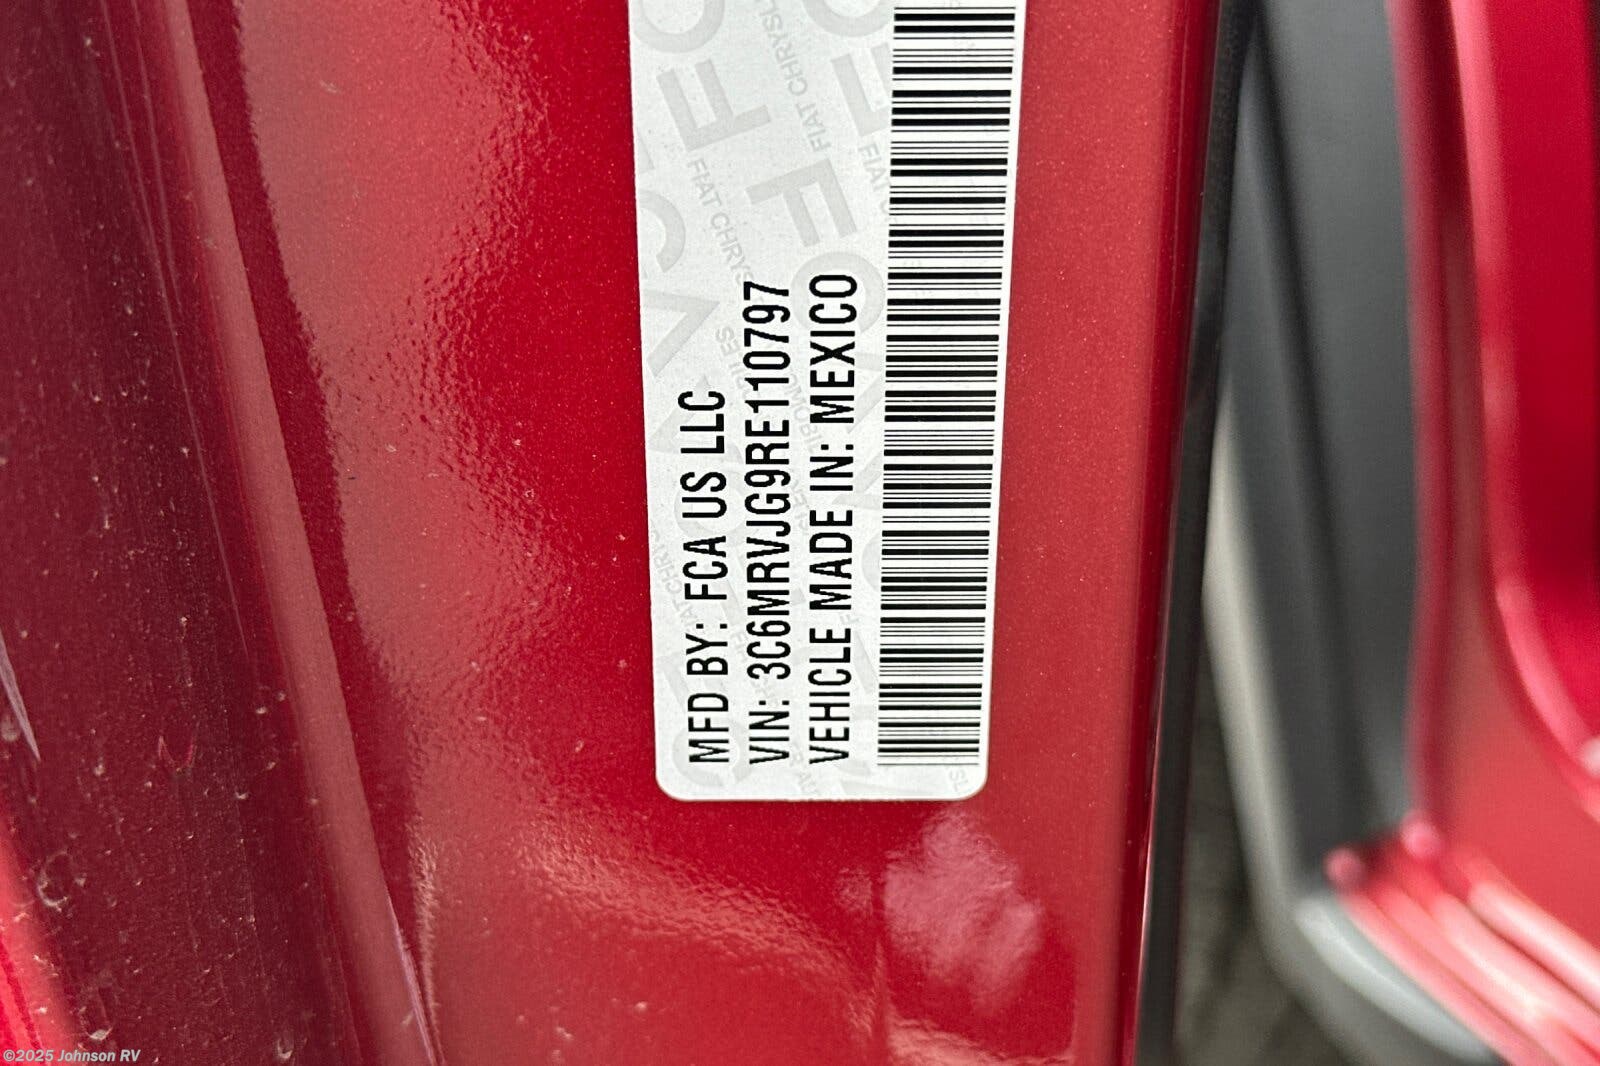 MFD BY: FCA US LLC
VIN: 3C6MRVJG9RE110797
VEHICLE MADE IN: MEXICO
©2025 Johnson RV